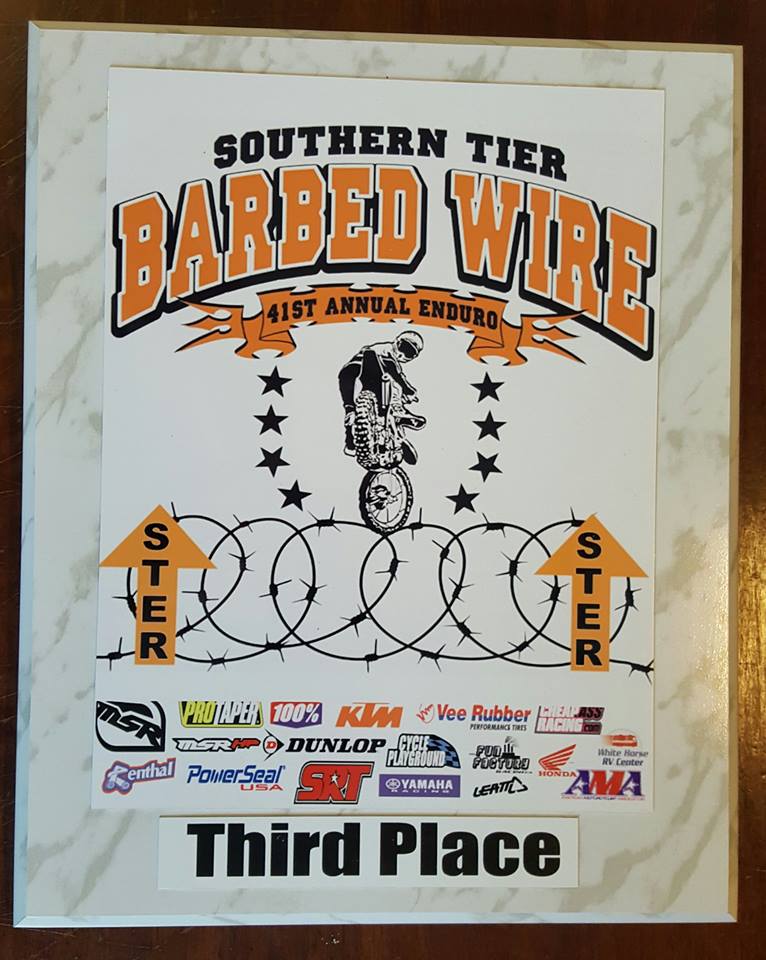 SOUTHERN TIER
BARBED WIRE
41ST ANNUAL ENDURO
STER
STER
MSR
PROTAPER
100%
KTM
Vee Rubber
PERFORMANCE TIRES
CHEAPASS
RACING.com
MSR HP
D DUNLOP
CYCLE
PLAYGROUND
FUN
FACTORY
HONDA
White Horse
RV Center
Renthal
PowerSeal
USA
SRT
YAMAHA
RACING
LEATT
AMA
Third Place